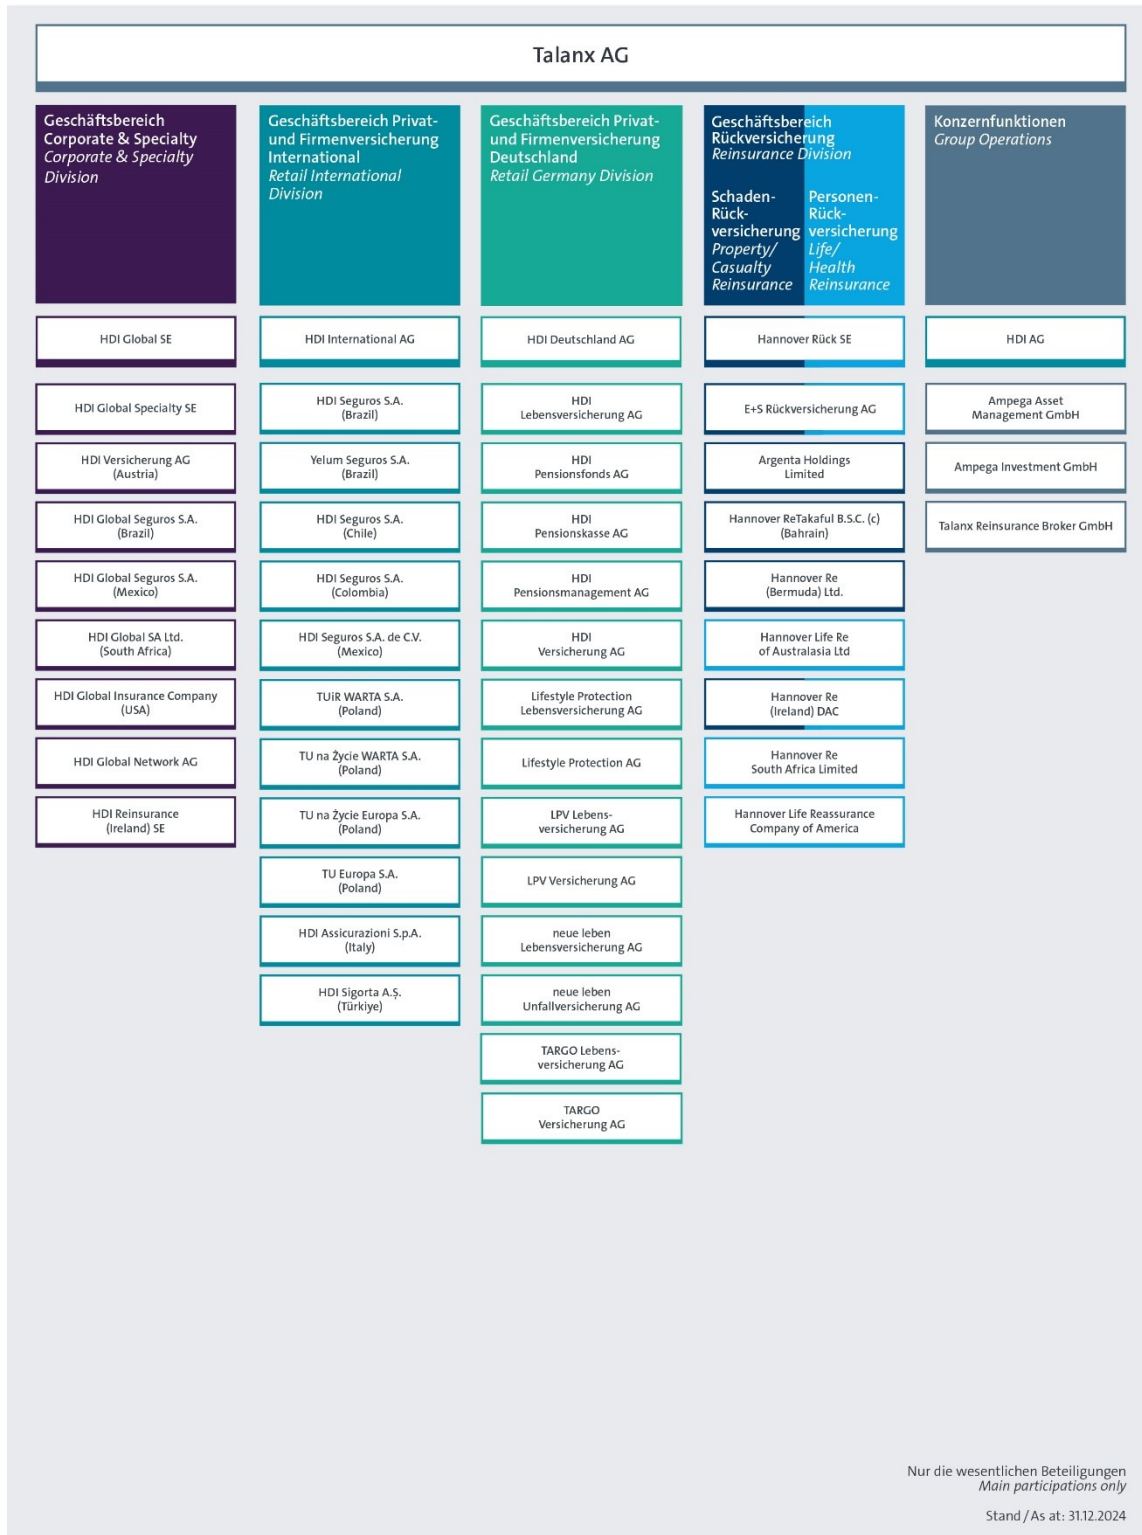 Talanx AG
Geschäftsbereich
Corporate & Specialty
Corporate & Specialty
Division
Geschäftsbereich Privat-
und Firmenversicherung
International
Retail International
Division
Geschäftsbereich Privat-
und Firmenversicherung
Deutschland
Retail Germany Division
Geschäftsbereich
Rückversicherung
Reinsurance Division
Schaden-
Rück-
versicherung
Property/
Casualty
Reinsurance
Personen-
Rück-
versicherung
Life/
Health
Reinsurance
Konzernfunktionen
Group Operations
HDI Global SE
HDI Global Specialty SE
HDI Versicherung AG
(Austria)
HDI Global Seguros S.A.
(Brazil)
HDI Global Seguros S.A.
(Mexico)
HDI Global SA Ltd.
(South Africa)
HDI Global Insurance Company
(USA)
HDI Global Network AG
HDI Reinsurance
(Ireland) SE
HDI International AG
HDI Seguros S.A.
(Brazil)
Yelum Seguros S.A.
(Brazil)
HDI Seguros S.A.
(Chile)
HDI Seguros S.A.
(Colombia)
HDI Seguros S.A. de C.V.
(Mexico)
TUiR WARTA S.A.
(Poland)
TU na Życie WARTA S.A.
(Poland)
TU na Życie Europa S.A.
(Poland)
TU Europa S.A.
(Poland)
HDI Assicurazioni S.p.A.
(Italy)
HDI Sigorta A.Ş.
(Türkiye)
HDI Deutschland AG
HDI
Lebensversicherung AG
HDI
Pensionsfonds AG
HDI
Pensionskasse AG
HDI
Pensionsmanagement AG
HDI
Versicherung AG
Lifestyle Protection
Lebensversicherung AG
Lifestyle Protection AG
LPV Lebens-
versicherung AG
LPV Versicherung AG
neue leben
Lebensversicherung AG
neue leben
Unfallversicherung AG
TARGO Lebens-
versicherung AG
TARGO
Versicherung AG
Hannover Rück SE
E+S Rückversicherung AG
Argenta Holdings
Limited
Hannover ReTakaful B.S.C. (c)
(Bahrain)
Hannover Re
(Bermuda) Ltd.
Hannover Life Re
of Australasia Ltd
Hannover Re
(Ireland) DAC
Hannover Re
South Africa Limited
Hannover Life Reassurance
Company of America
HDI AG
Ampega Asset
Management GmbH
Ampega Investment GmbH
Talanx Reinsurance Broker GmbH
Nur die wesentlichen Beteiligungen
Main participations only
Stand / As at: 31.12.2024